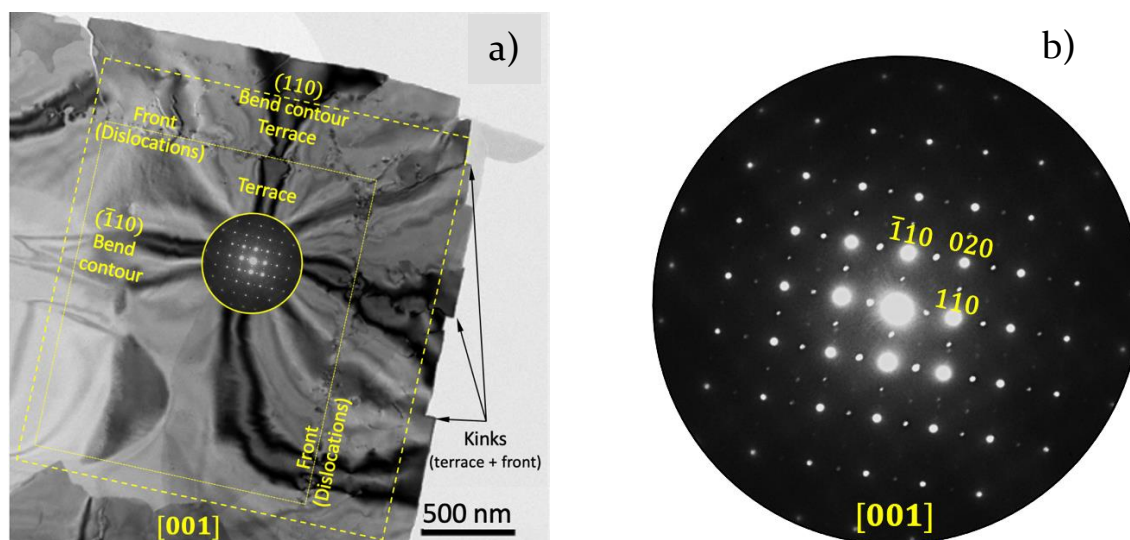 a)
(110)
Bend contour
Terrace
Front
(Dislocations)
Terrace
(1̄10)
Bend
contour
Front
(Dislocations)
Kinks
(terrace + front)
[001]
500 nm
b)
1̄10 020
110
[001]